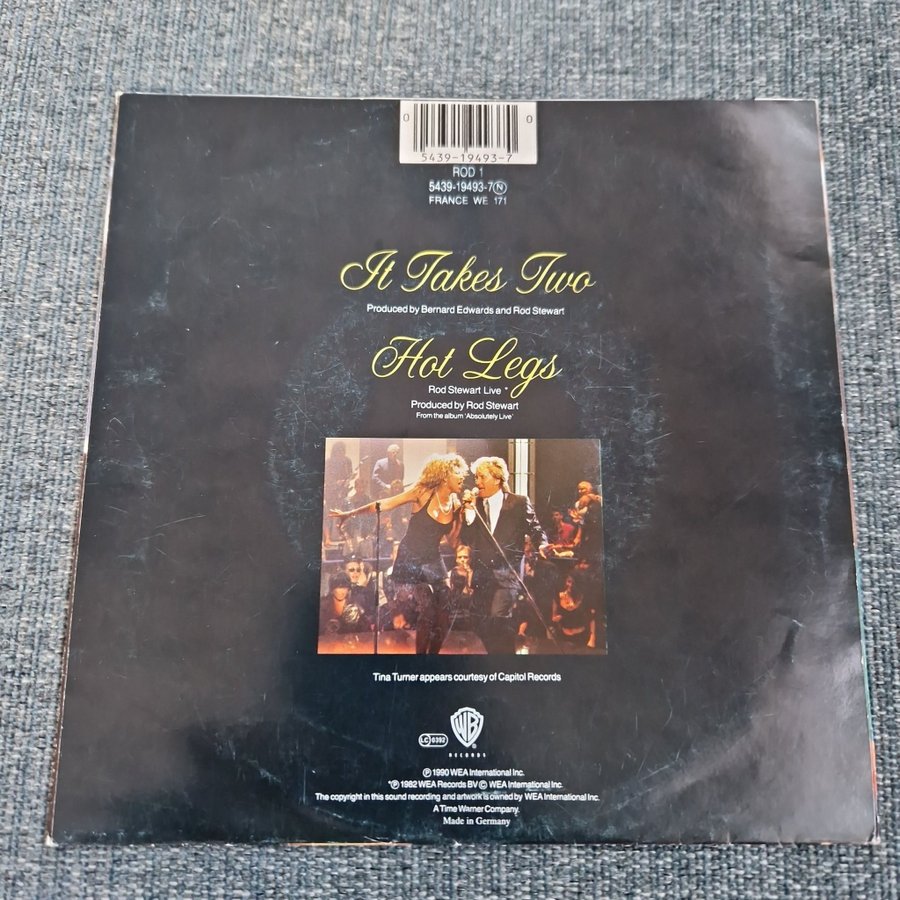 0 0
5439-19493-7
ROD 1
5439-19493-7 N
FRANCE WE 171
It Takes Two
Produced by Bernard Edwards and Rod Stewart
Hot Legs
Rod Stewart Live *
Produced by Rod Stewart
From the album 'Absolutely Live'
Tina Turner appears courtesy of Capitol Records
LC 0392
WB
RECORDS
℗ 1990 WEA International Inc.
*℗ 1982 WEA Records BV © WEA International Inc.
The copyright in this sound recording and artwork is owned by WEA International Inc.
A Time Warner Company.
Made in Germany